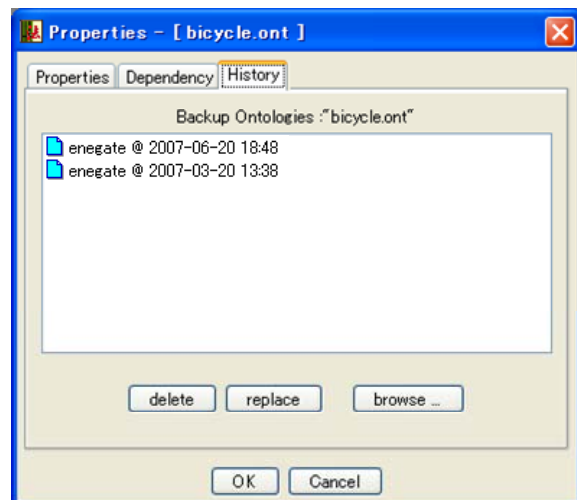 Properties - [ bicycle.ont ]
Properties Dependency History
Backup Ontologies :"bicycle.ont"
enegate @ 2007-06-20 18:48
enegate @ 2007-03-20 13:38
delete replace browse ...
OK Cancel